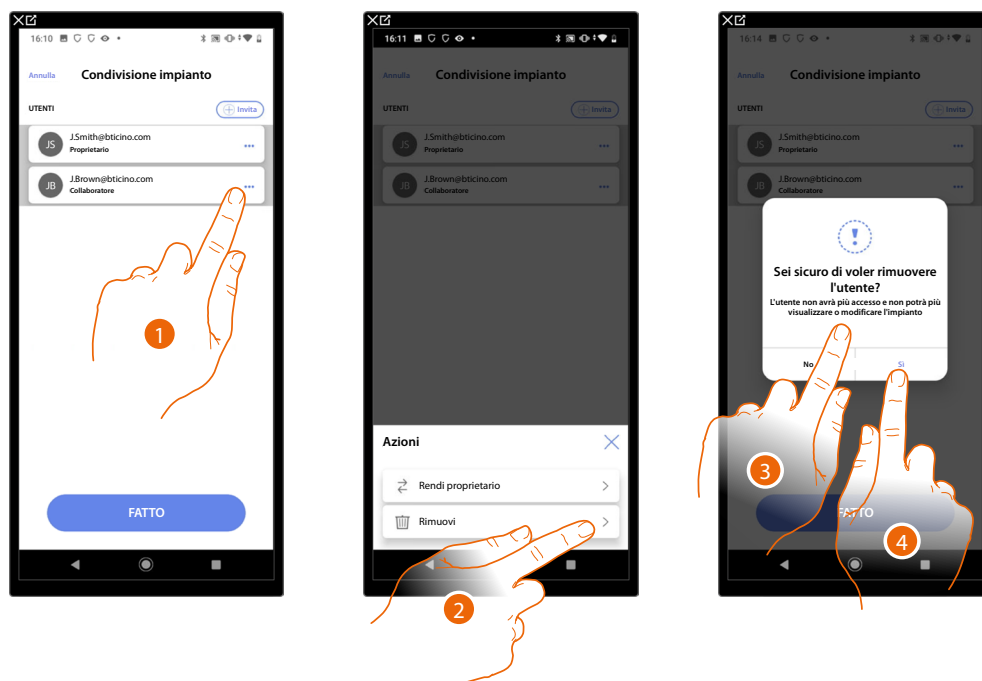 16:10
Annulla Condivisione impianto
UTENTI Invita
JS J.Smith@bticino.com
Proprietario
JB J.Brown@bticino.com
Collaboratore
1
FATTO
16:11
Annulla Condivisione impianto
UTENTI Invita
JS J.Smith@bticino.com
Proprietario
JB J.Brown@bticino.com
Collaboratore
Azioni
Rendi proprietario
Rimuovi
2
16:14
Annulla Condivisione impianto
UTENTI Invita
JS J.Smith@bticino.com
Proprietario
JB J.Brown@bticino.com
Collaboratore
Sei sicuro di voler rimuovere
l'utente?
L'utente non avrà più accesso e non potrà più
visualizzare o modificare l'impianto
No Sì
3
FATTO
4